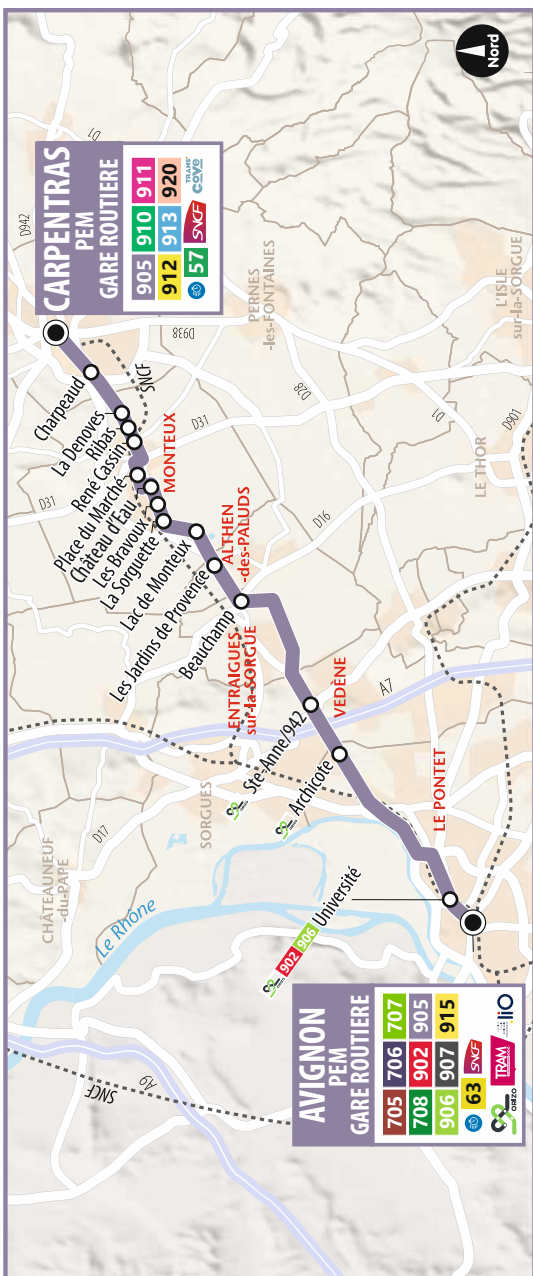 Nord
CARPENTRAS
PEM
GARE ROUTIERE
905 910 911
912 913 920
57 SNCF TRANS' COVE
D1
D942
Charpeaud
La Denoves
Ribas
René Cassin
Place du Marché
Château d'Eau
Les Bravoux
La Sorguette
Lac de Monteux
Les Jardins de Provence
Beauchamp
SNCF
D938
D31
D31
MONTEUX
PERNES
-les-FONTAINES
D28
D1
L'ISLE
sur-la-SORGUE
D901
LE THOR
D16
ALTHEN
-des-PALUDS
ENTRAIGUES
sur-la-SORGUE
VEDÈNE
A7
Ste-Anne/942
Archicote
SORGUES
D17
CHÂTEAUNEUF
-du-PAPE
Le Rhône
LE PONTET
902 906 Université
SNCF
A9
AVIGNON
PEM
GARE ROUTIERE
705 706 707
708 902 905
906 907 915
63 SNCF
ORIZO TRAM liO